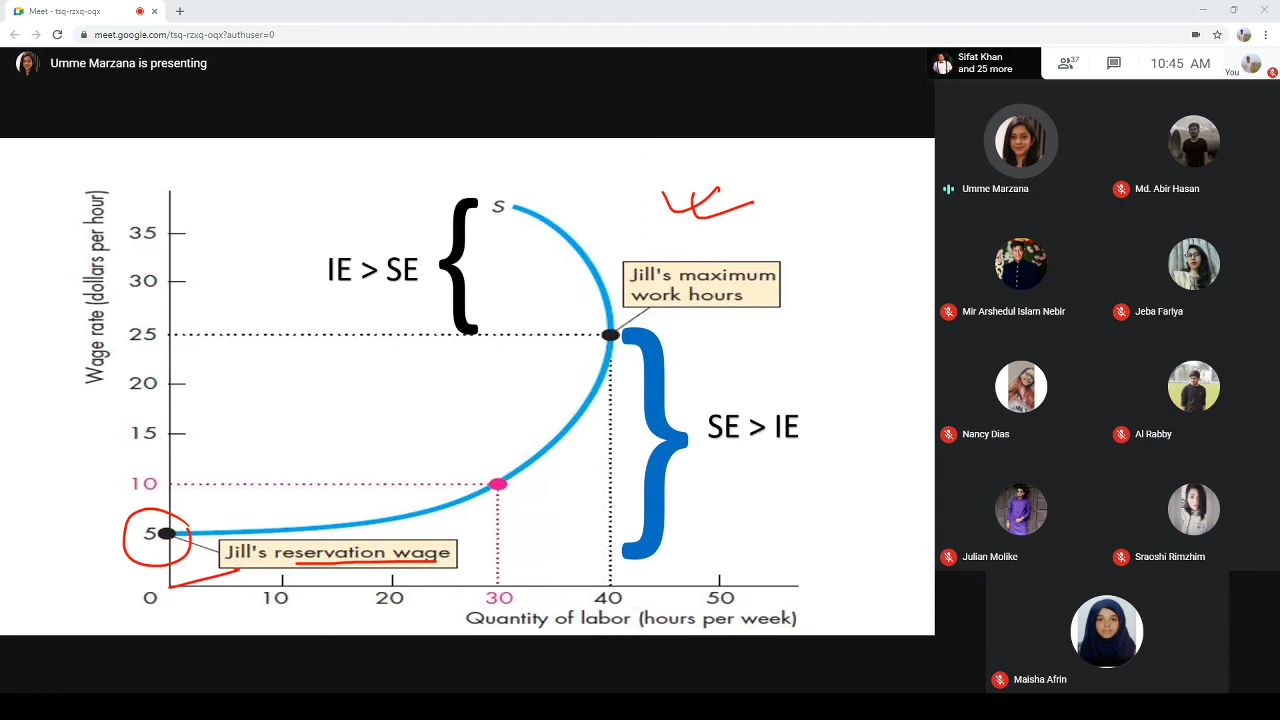 Meet - tsq-rzxq-oqx
meet.google.com/tsq-rzxq-oqx?authuser=0
Umme Marzana is presenting
Sifat Khan
and 25 more
37
10:45 AM
You
Wage rate (dollars per hour)
35
30
25
20
15
10
5
0
10
20
30
40
50
Quantity of labor (hours per week)
S
IE > SE
Jill's maximum
work hours
SE > IE
Jill's reservation wage
Umme Marzana
Md. Abir Hasan
Mir Arshedul Islam Nebir
Jeba Fariya
Nancy Dias
Al Rabby
Julian Molike
Sraoshi Rimzhim
Maisha Afrin